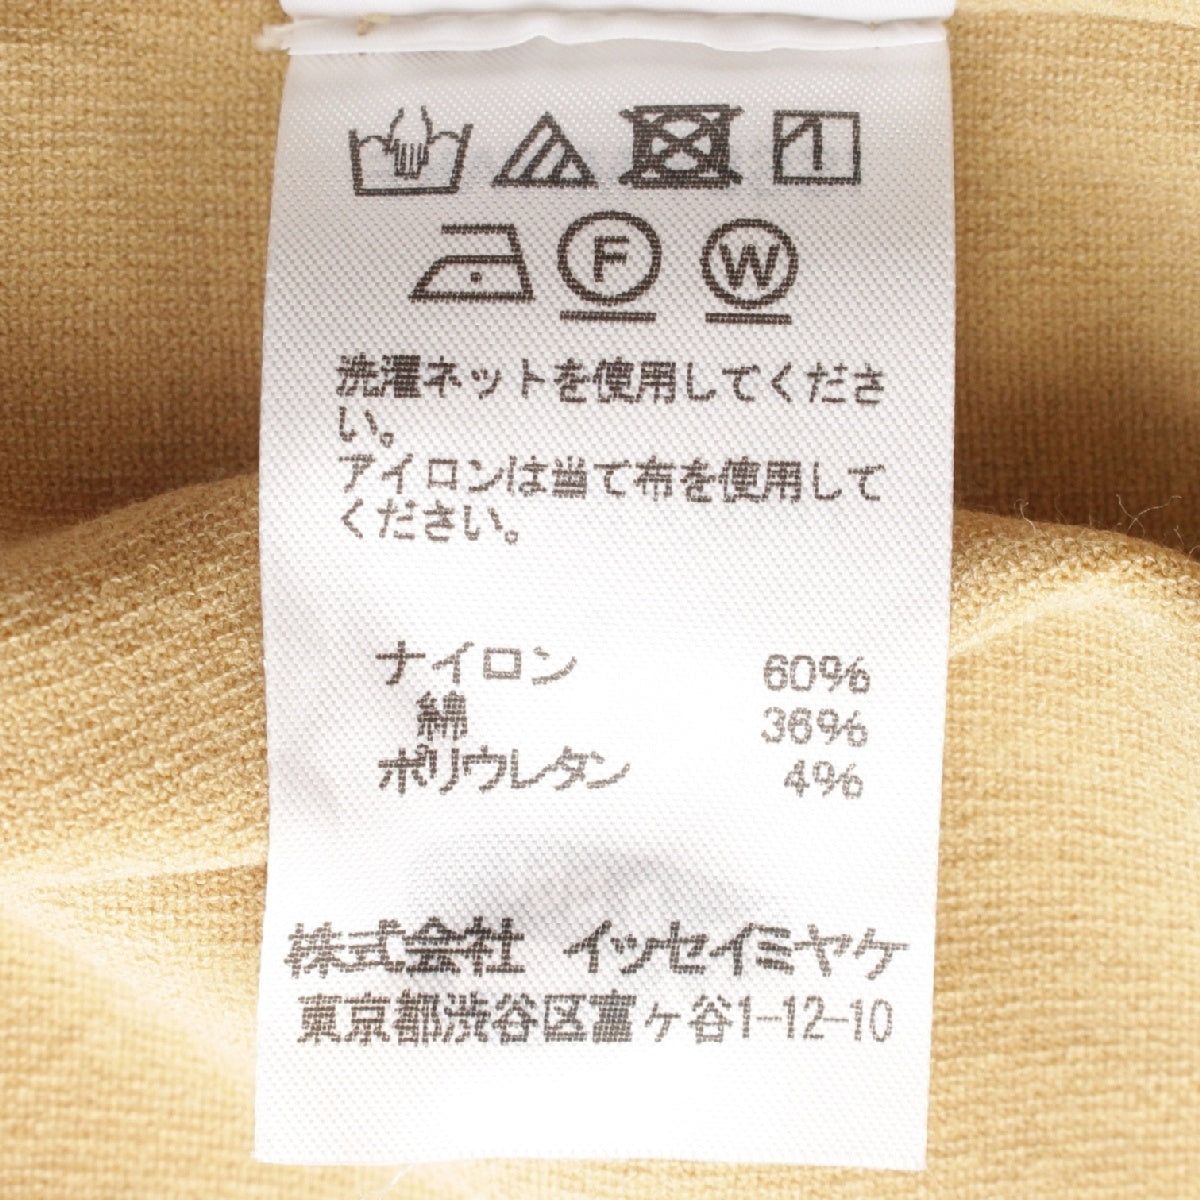 F W
洗濯ネットを使用してくださ
い。
アイロンは当て布を使用して
ください。
ナイロン 60%
綿 36%
ポリウレタン 4%
株式会社 イッセイミヤケ
東京都渋谷区富ヶ谷1-12-10